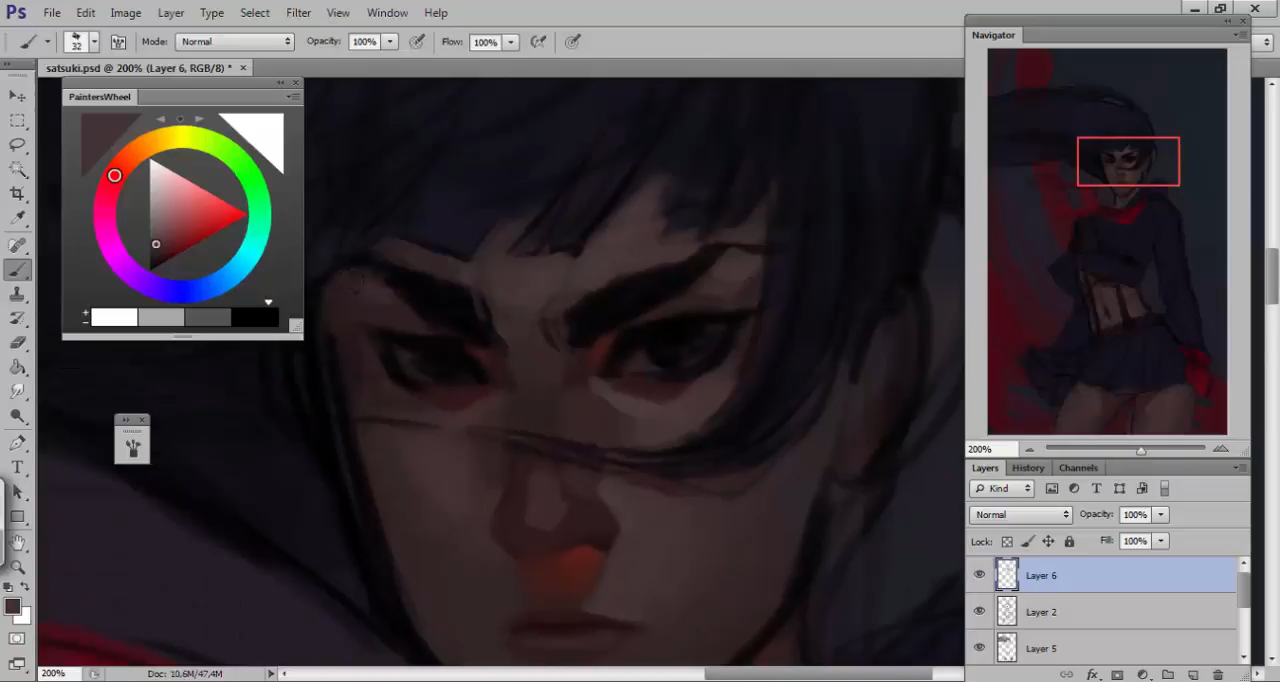 Ps File Edit Image Layer Type Select Filter View Window Help
32 Mode: Normal Opacity: 100% Flow: 100%
satsuki.psd @ 200% (Layer 6, RGB/8) * ×
PaintersWheel
Navigator
200%
Layers History Channels
Kind
Normal Opacity: 100%
Lock: Fill: 100%
Layer 6
Layer 2
Layer 5
200% Doc: 10,6M/47,4M